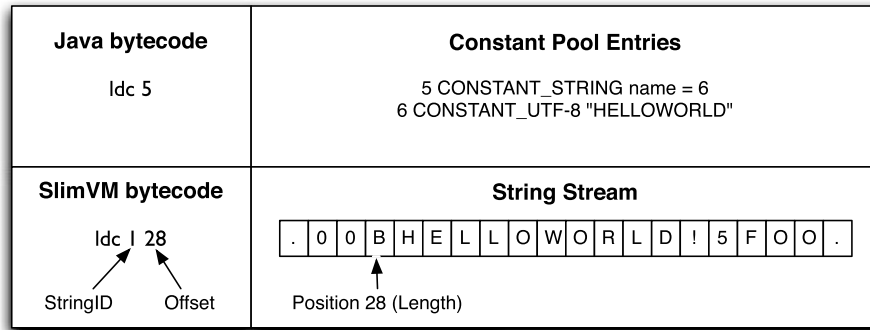 Java bytecode
ldc 5
Constant Pool Entries
5 CONSTANT_STRING name = 6
6 CONSTANT_UTF-8 "HELLOWORLD"
SlimVM bytecode
ldc 1 28
StringID Offset
String Stream
. 0 0 B H E L L O W O R L D ! 5 F O O .
Position 28 (Length)